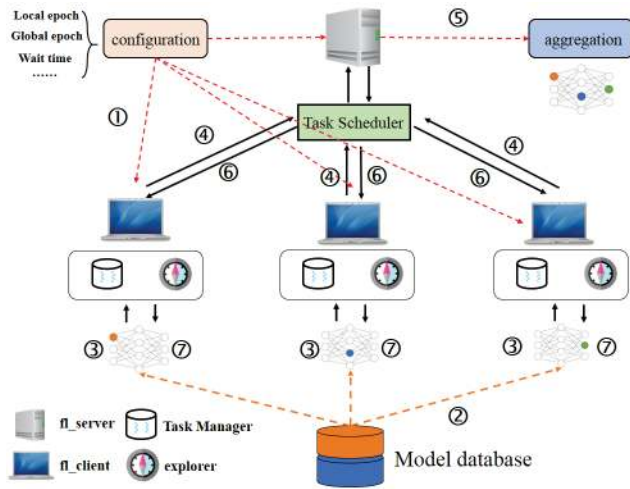 Local epoch
Global epoch
Wait time
……
configuration
⑤
aggregation
①
Task Scheduler
④
⑥
④
⑥
④
⑥
③
⑦
③
⑦
③
⑦
②
fl_server
Task Manager
fl_client
explorer
Model database